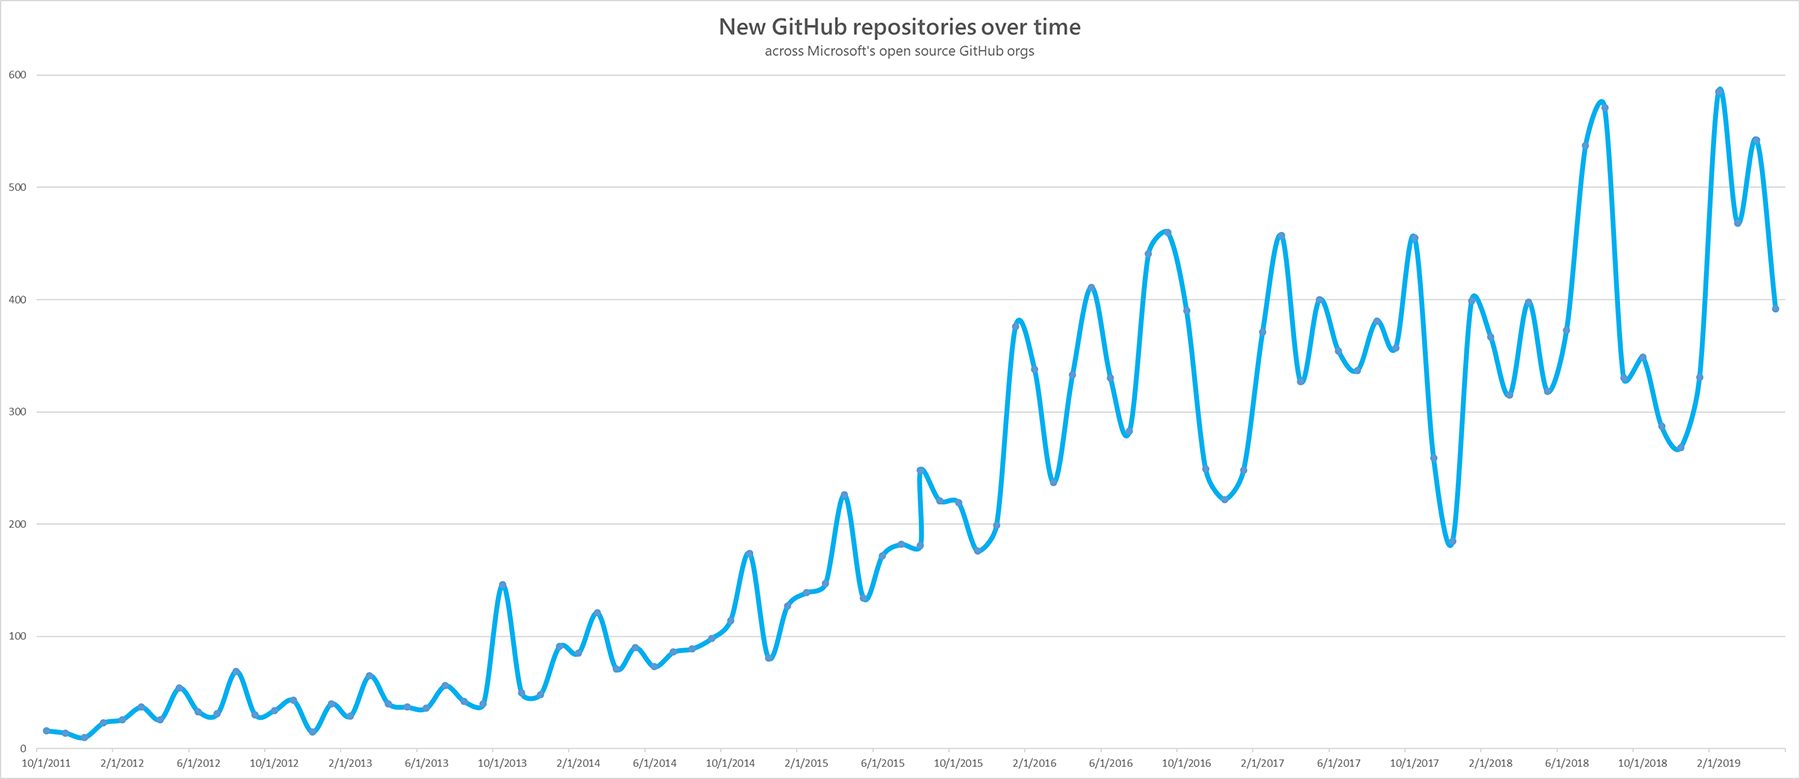 New GitHub repositories over time
across Microsoft's open source GitHub orgs
600
500
400
300
200
100
0
10/1/2011 2/1/2012 6/1/2012 10/1/2012 2/1/2013 6/1/2013 10/1/2013 2/1/2014 6/1/2014 10/1/2014 2/1/2015 6/1/2015 10/1/2015 2/1/2016 6/1/2016 10/1/2016 2/1/2017 6/1/2017 10/1/2017 2/1/2018 6/1/2018 10/1/2018 2/1/2019